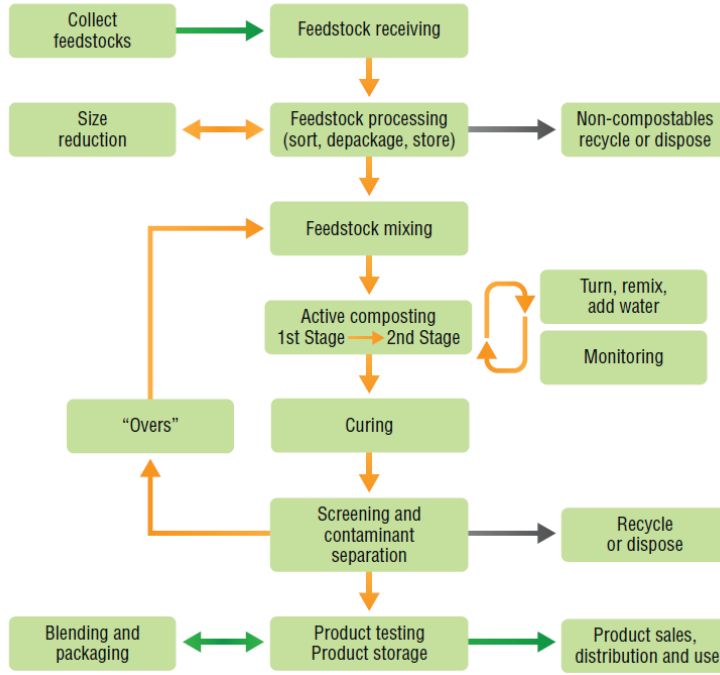 Collect
feedstocks
Feedstock receiving
Size
reduction
Feedstock processing
(sort, depackage, store)
Non-compostables
recycle or dispose
Feedstock mixing
Active composting
1st Stage 2nd Stage
Turn, remix,
add water
Monitoring
“Overs”
Curing
Screening and
contaminant
separation
Recycle
or dispose
Blending and
packaging
Product testing
Product storage
Product sales,
distribution and use